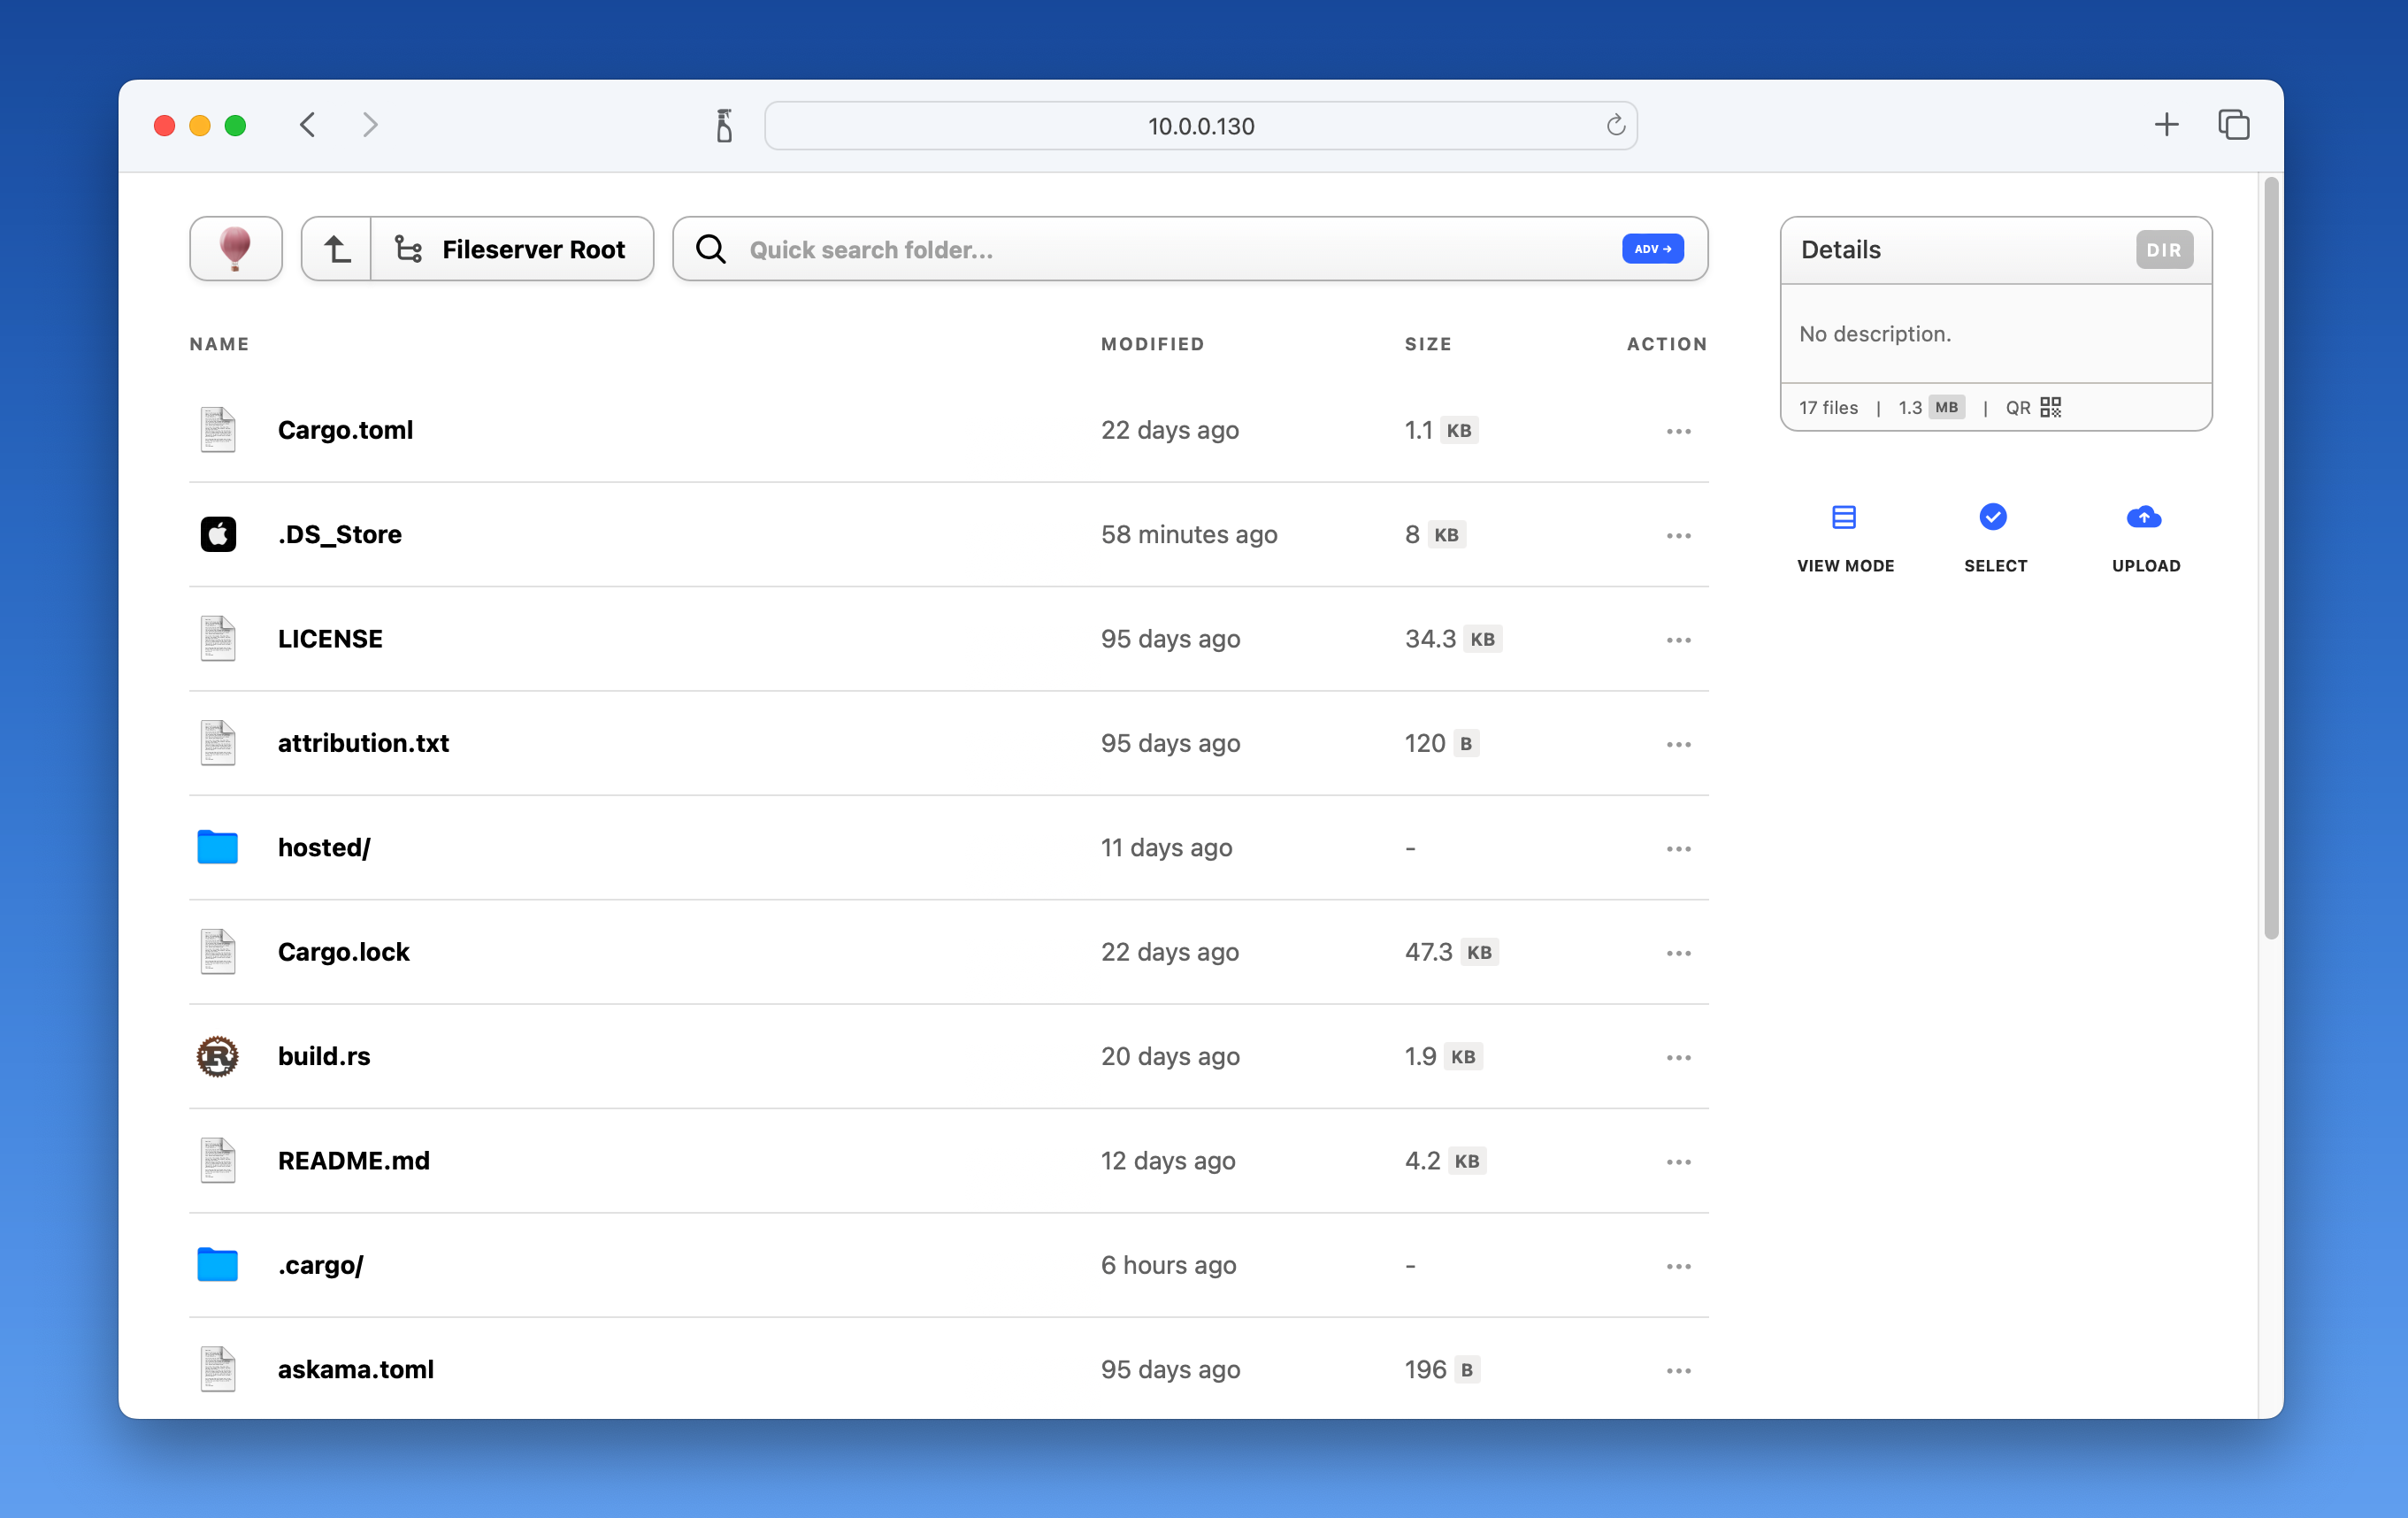 10.0.0.130
Fileserver Root
Quick search folder...
ADV →
Details
DIR
No description.
17 files | 1.3 MB | QR
VIEW MODE
SELECT
UPLOAD
NAME MODIFIED SIZE ACTION
Cargo.toml 22 days ago 1.1 KB
.DS_Store 58 minutes ago 8 KB
LICENSE 95 days ago 34.3 KB
attribution.txt 95 days ago 120 B
hosted/ 11 days ago -
Cargo.lock 22 days ago 47.3 KB
build.rs 20 days ago 1.9 KB
README.md 12 days ago 4.2 KB
.cargo/ 6 hours ago -
askama.toml 95 days ago 196 B